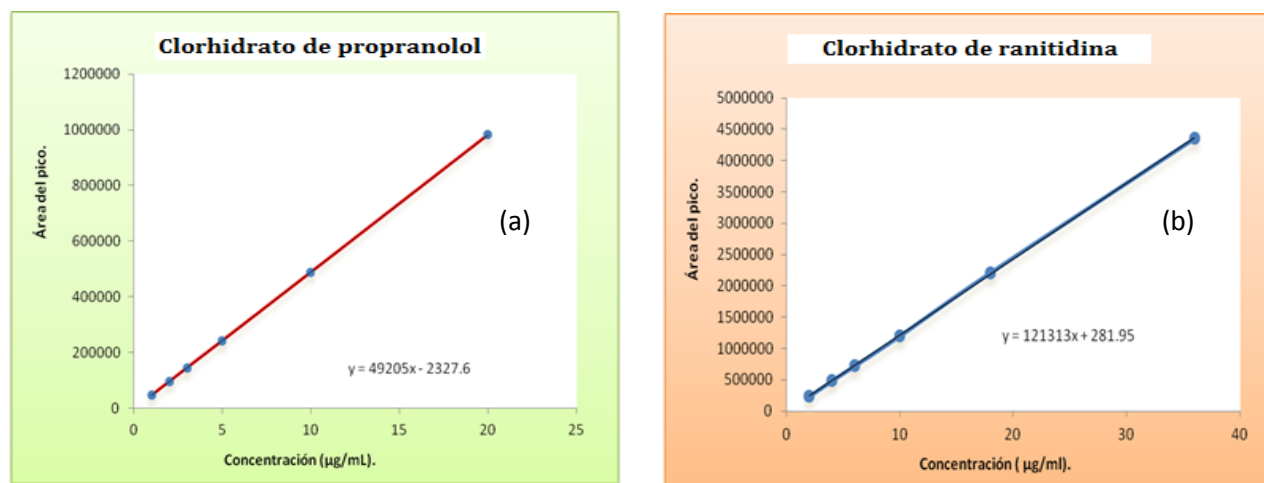 Clorhidrato de propranolol
Área del pico.
1200000
1000000
800000
600000
400000
200000
0
(a)
y = 49205x - 2327.6
0 5 10 15 20 25
Concentración (µg/mL).
Clorhidrato de ranitidina
Área del pico.
5000000
4500000
4000000
3500000
3000000
2500000
2000000
1500000
1000000
500000
0
(b)
y = 121313x + 281.95
0 10 20 30 40
Concentración ( µg/ml).